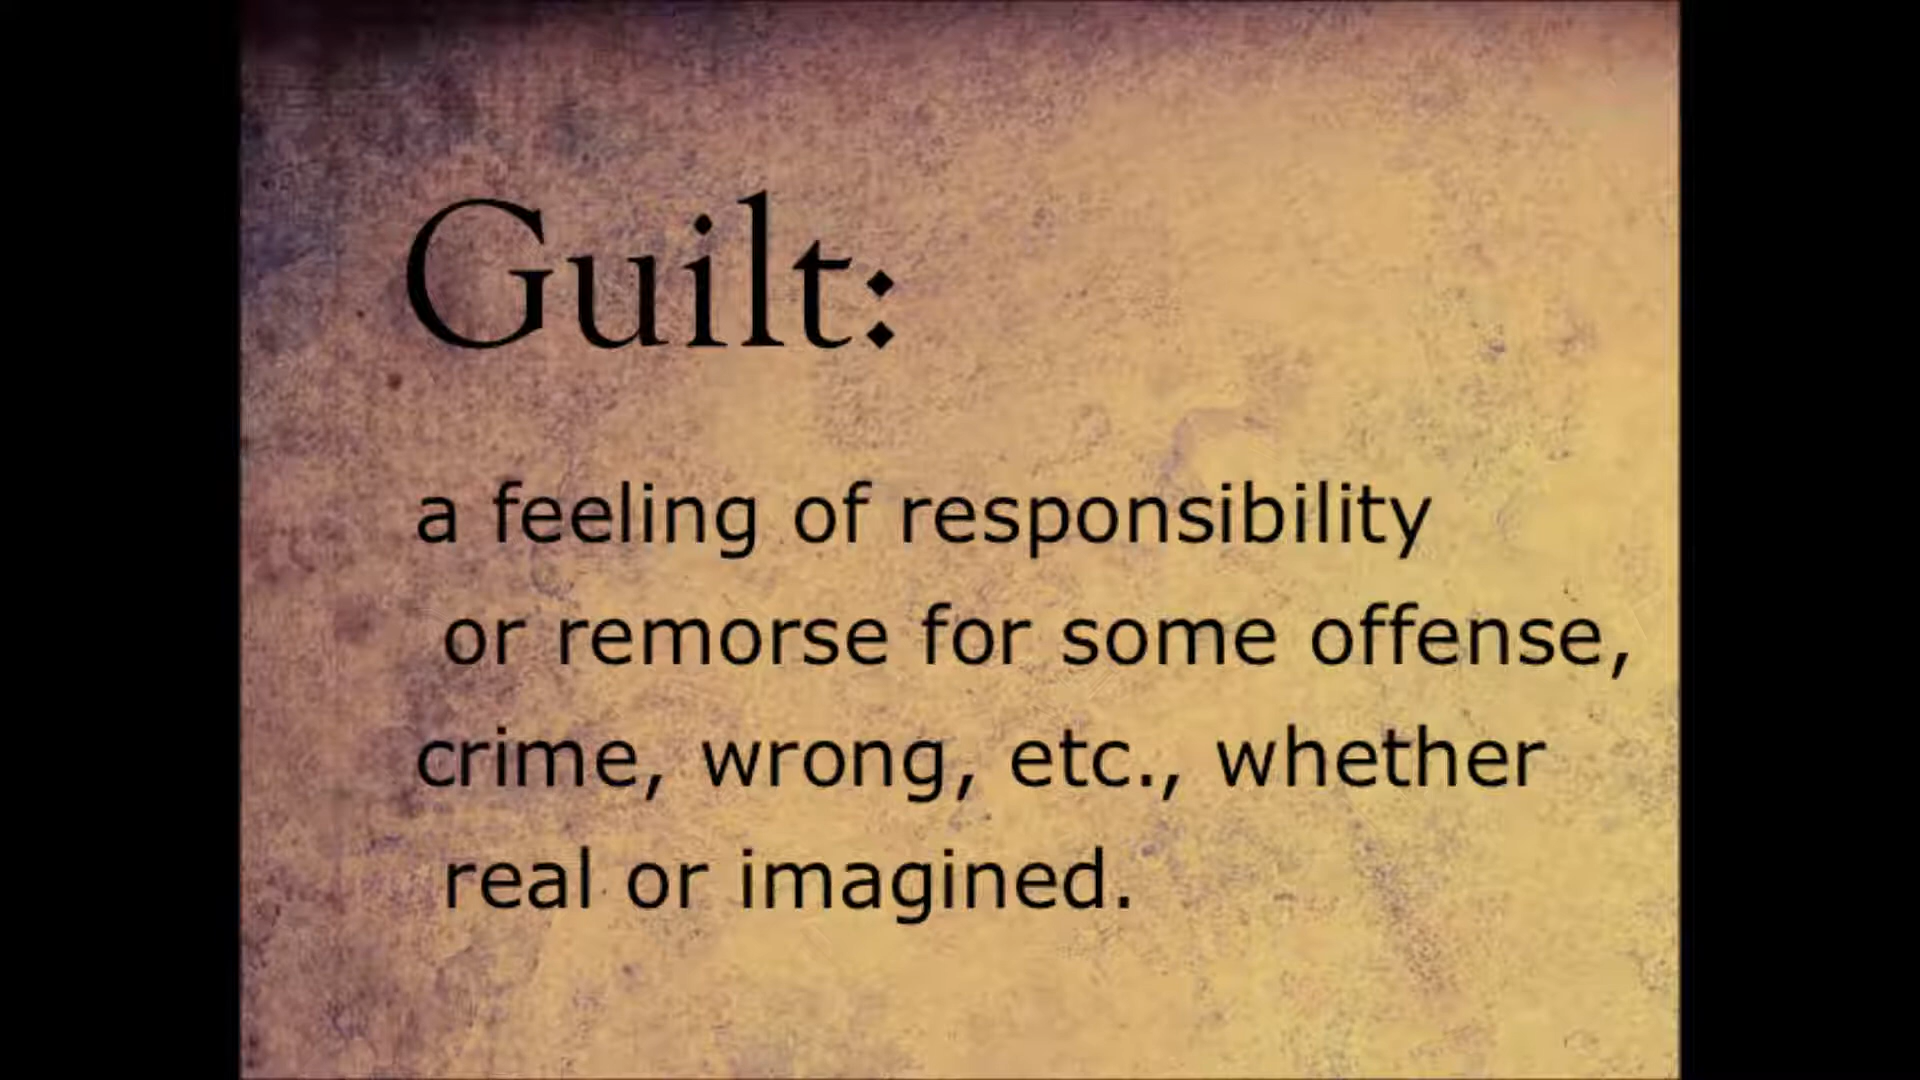 Guilt:
a feeling of responsibility
or remorse for some offense,
crime, wrong, etc., whether
real or imagined.